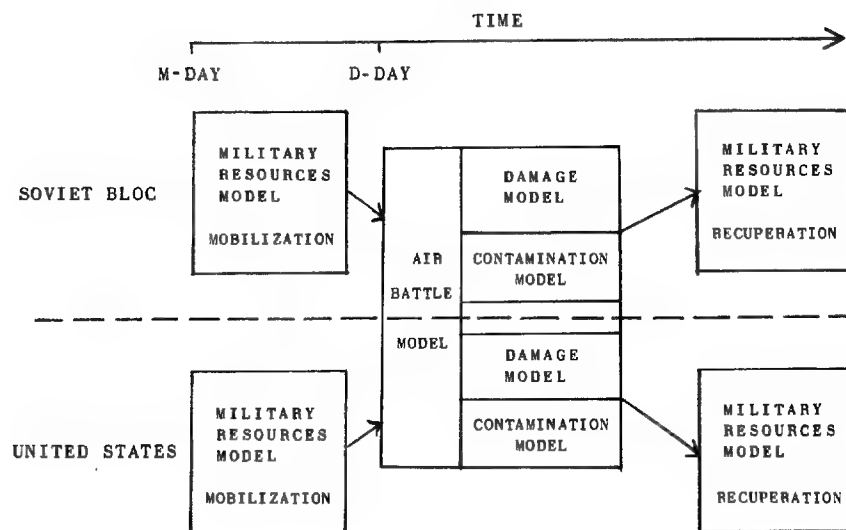 TIME
M-DAY
D-DAY
SOVIET BLOC
MILITARY
RESOURCES
MODEL
MOBILIZATION
AIR
BATTLE
MODEL
DAMAGE
MODEL
CONTAMINATION
MODEL
MILITARY
RESOURCES
MODEL
RECUPERATION
UNITED STATES
MILITARY
RESOURCES
MODEL
MOBILIZATION
DAMAGE
MODEL
CONTAMINATION
MODEL
MILITARY
RESOURCES
MODEL
RECUPERATION